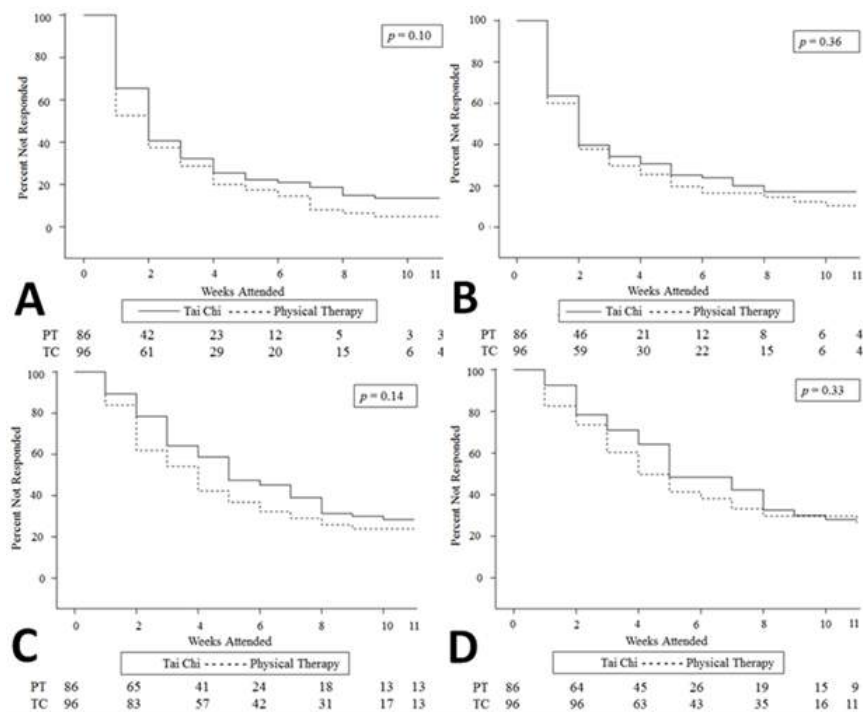 100
80
60
40
20
0
Percent Not Responded
p = 0.10
0 2 4 6 8 10 11
Weeks Attended
A
Tai Chi Physical Therapy
PT 86 42 23 12 5 3 3
TC 96 61 29 20 15 6 4
100
80
60
40
20
0
Percent Not Responded
p = 0.36
0 2 4 6 8 10 11
Weeks Attended
B
Tai Chi Physical Therapy
PT 86 46 21 12 8 6 4
TC 96 59 30 22 15 6 4
100
80
60
40
20
0
Percent Not Responded
p = 0.14
0 2 4 6 8 10 11
Weeks Attended
C
Tai Chi Physical Therapy
PT 86 65 41 24 18 13 13
TC 96 83 57 42 31 17 13
100
80
60
40
20
0
Percent Not Responded
p = 0.33
0 2 4 6 8 10 11
Weeks Attended
D
Tai Chi Physical Therapy
PT 86 64 45 26 19 15 9
TC 96 96 63 43 35 16 11